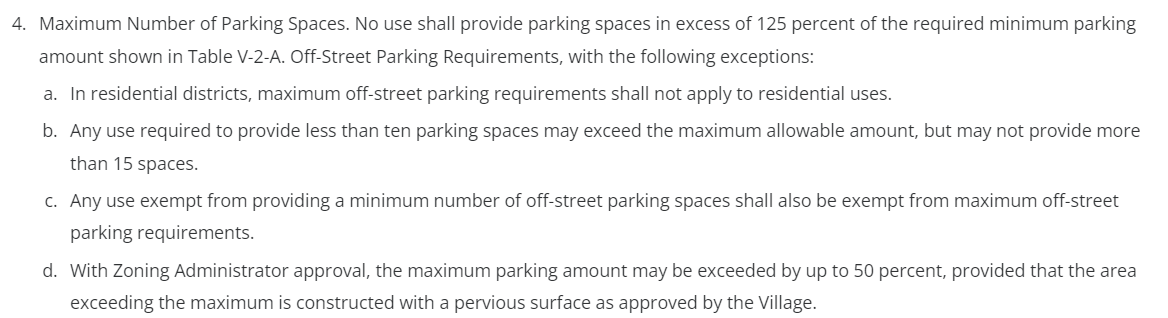 4. Maximum Number of Parking Spaces. No use shall provide parking spaces in excess of 125 percent of the required minimum parking
amount shown in Table V-2-A. Off-Street Parking Requirements, with the following exceptions:
a. In residential districts, maximum off-street parking requirements shall not apply to residential uses.
b. Any use required to provide less than ten parking spaces may exceed the maximum allowable amount, but may not provide more
than 15 spaces.
c. Any use exempt from providing a minimum number of off-street parking spaces shall also be exempt from maximum off-street
parking requirements.
d. With Zoning Administrator approval, the maximum parking amount may be exceeded by up to 50 percent, provided that the area
exceeding the maximum is constructed with a pervious surface as approved by the Village.